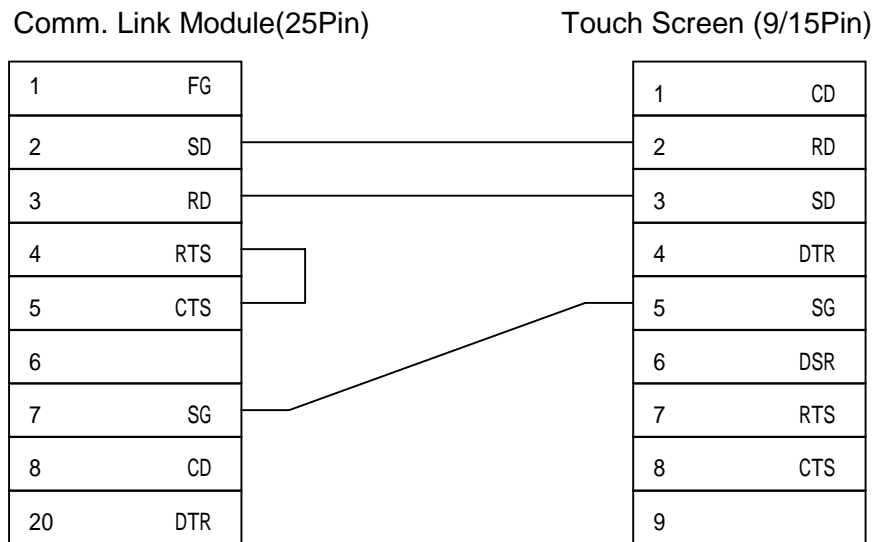 Comm. Link Module(25Pin) Touch Screen (9/15Pin)
1 FG 1 CD
2 SD 2 RD
3 RD 3 SD
4 RTS 4 DTR
5 CTS 5 SG
6 6 DSR
7 SG 7 RTS
8 CD 8 CTS
20 DTR 9